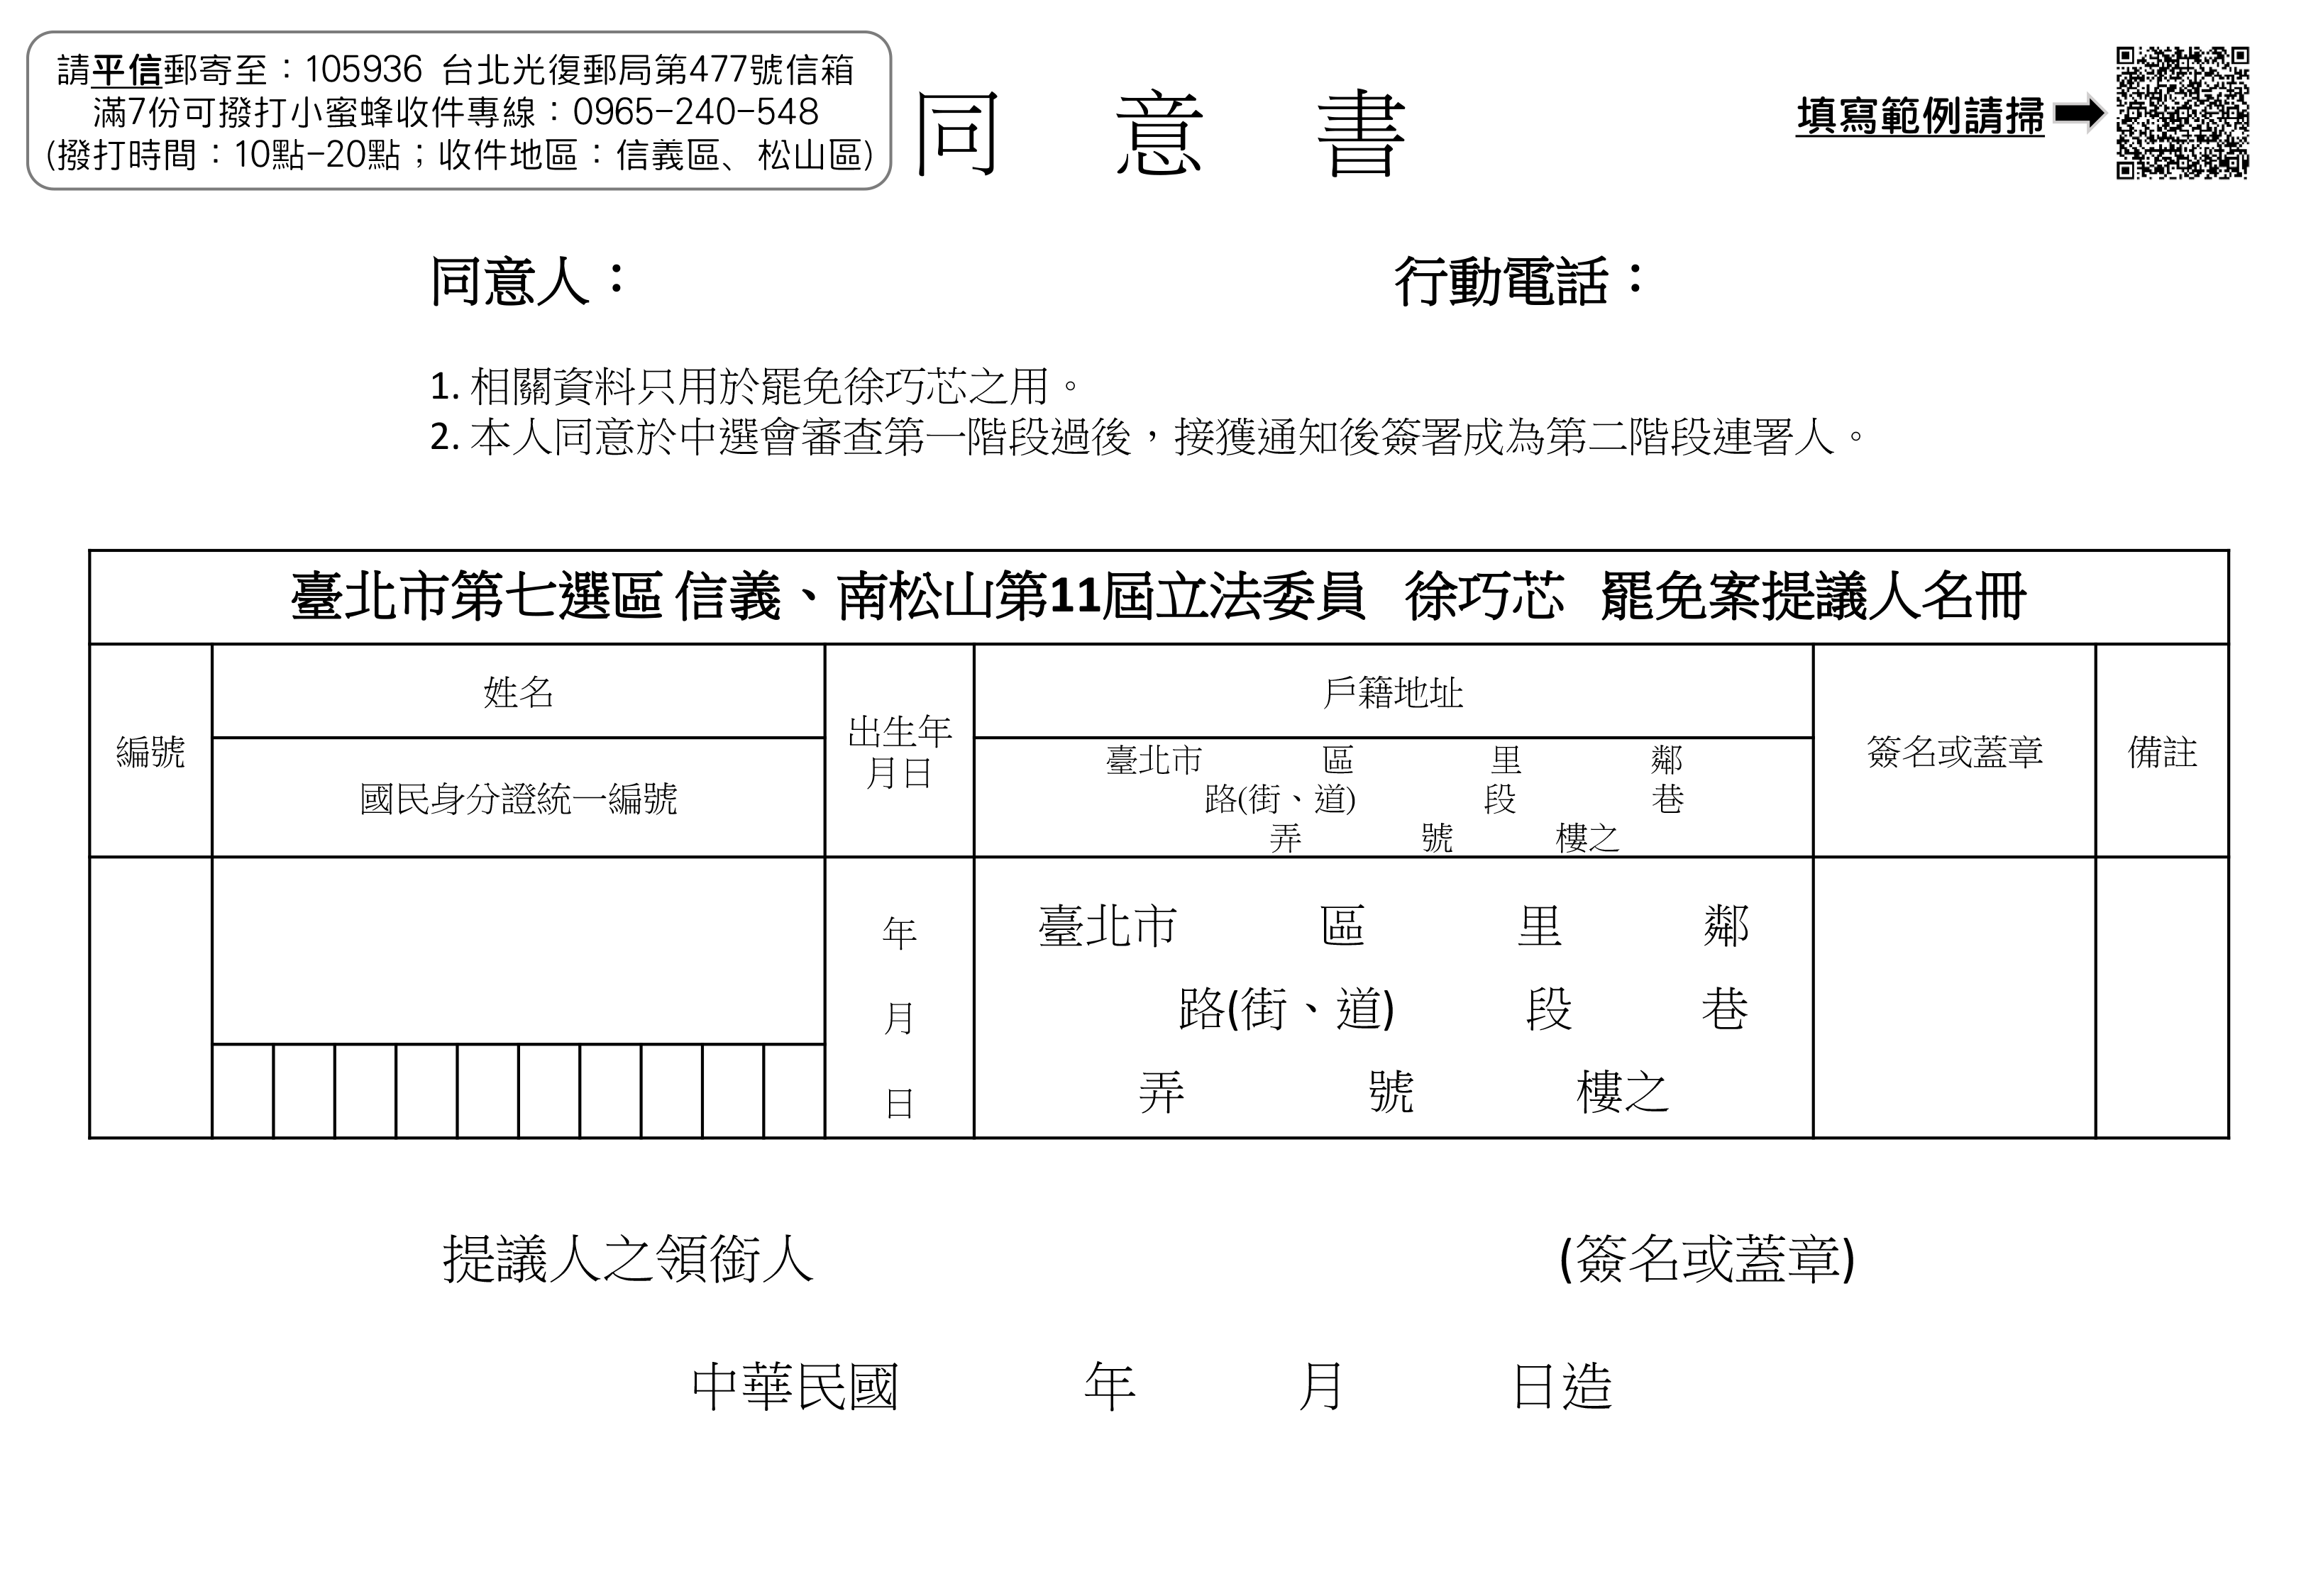 請平信郵寄至：105936 台北光復郵局第477號信箱
滿7份可撥打小蜜蜂收件專線：0965-240-548
(撥打時間：10點-20點；收件地區：信義區、松山區)
同 意 書
填寫範例請掃
同意人： 行動電話：
1. 相關資料只用於罷免徐巧芯之用。
2. 本人同意於中選會審查第一階段過後，接獲通知後簽署成為第二階段連署人。
臺北市第七選區 信義、南松山第11屆立法委員 徐巧芯 罷免案提議人名冊
編號
姓名
國民身分證統一編號
出生年
月日
戶籍地址
臺北市 區 里 鄰
路(街、道) 段 巷
弄 號 樓之
簽名或蓋章
備註
年
月
日
臺北市 區 里 鄰
路(街、道) 段 巷
弄 號 樓之
提議人之領銜人 (簽名或蓋章)
中華民國 年 月 日造